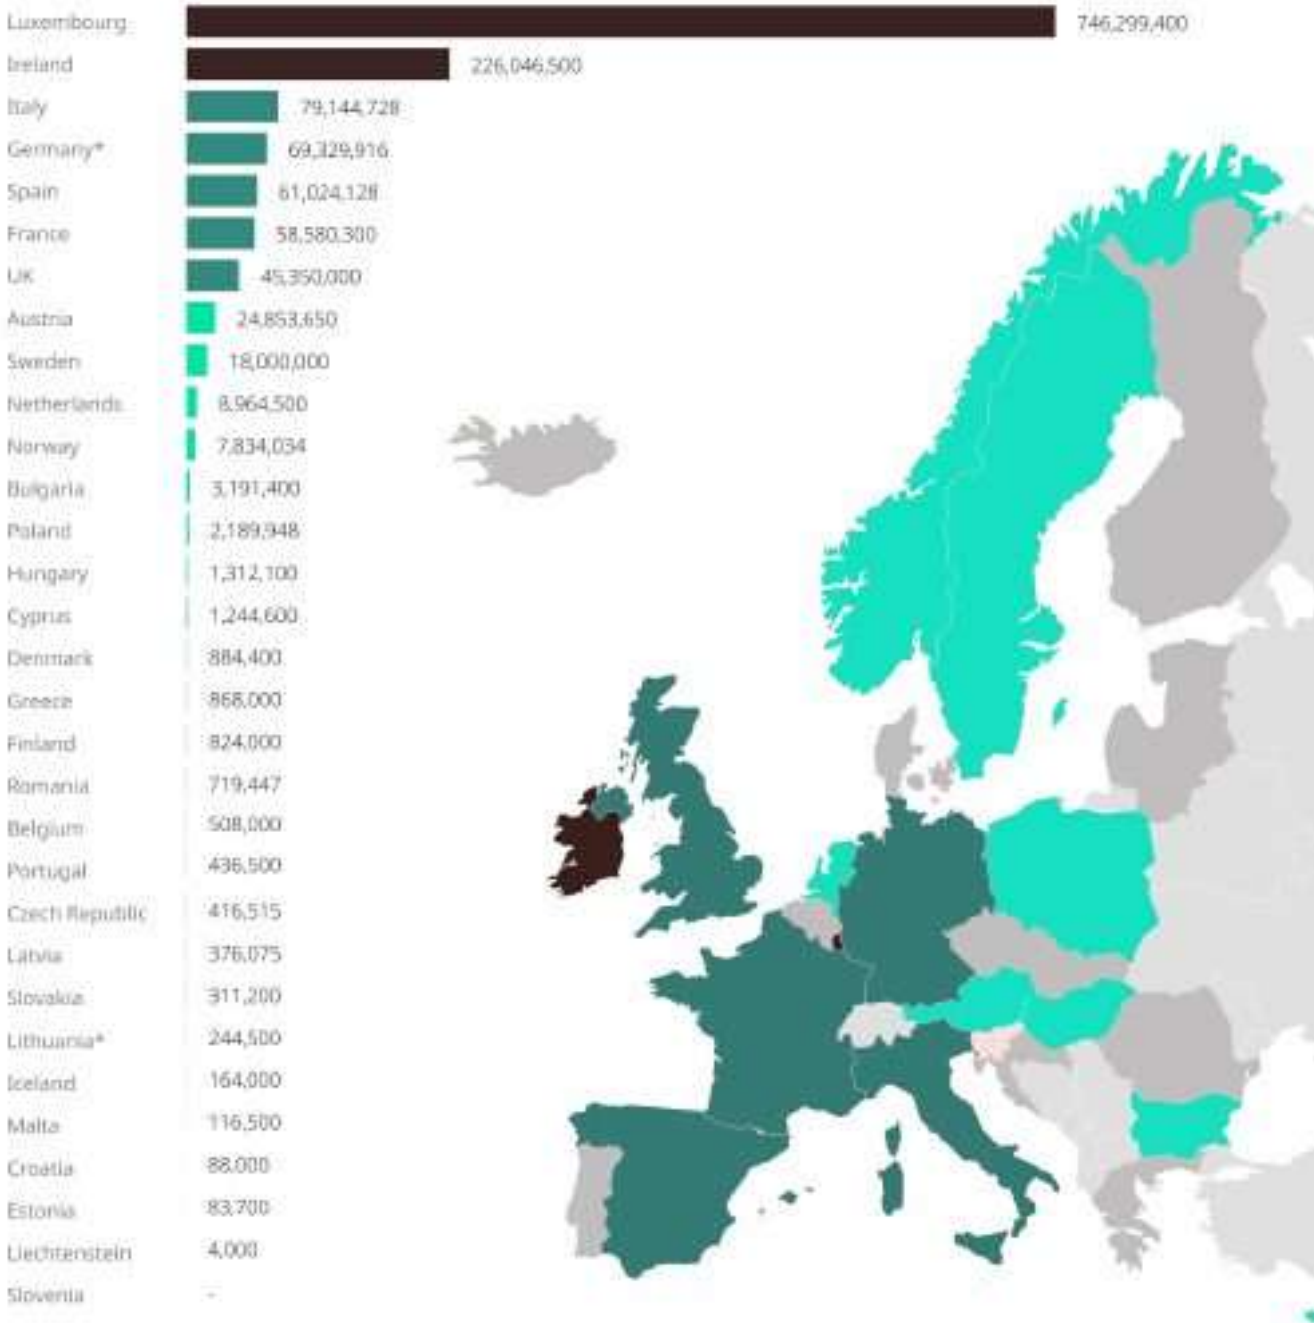 Luxembourg 746,299,400
Ireland 226,046,500
Italy 79,144,728
Germany* 69,329,916
Spain 61,024,128
France 58,580,300
UK 45,350,000
Austria 24,853,650
Sweden 18,000,000
Netherlands 8,964,500
Norway 7,834,034
Bulgaria 3,191,400
Poland 2,189,948
Hungary 1,312,100
Cyprus 1,244,600
Denmark 884,400
Greece 868,000
Finland 824,000
Romania 719,447
Belgium 508,000
Portugal 436,500
Czech Republic 416,515
Latvia 376,075
Slovakia 311,200
Lithuania* 244,500
Iceland 164,000
Malta 116,500
Croatia 88,000
Estonia 83,700
Liechtenstein 4,000
Slovenia -